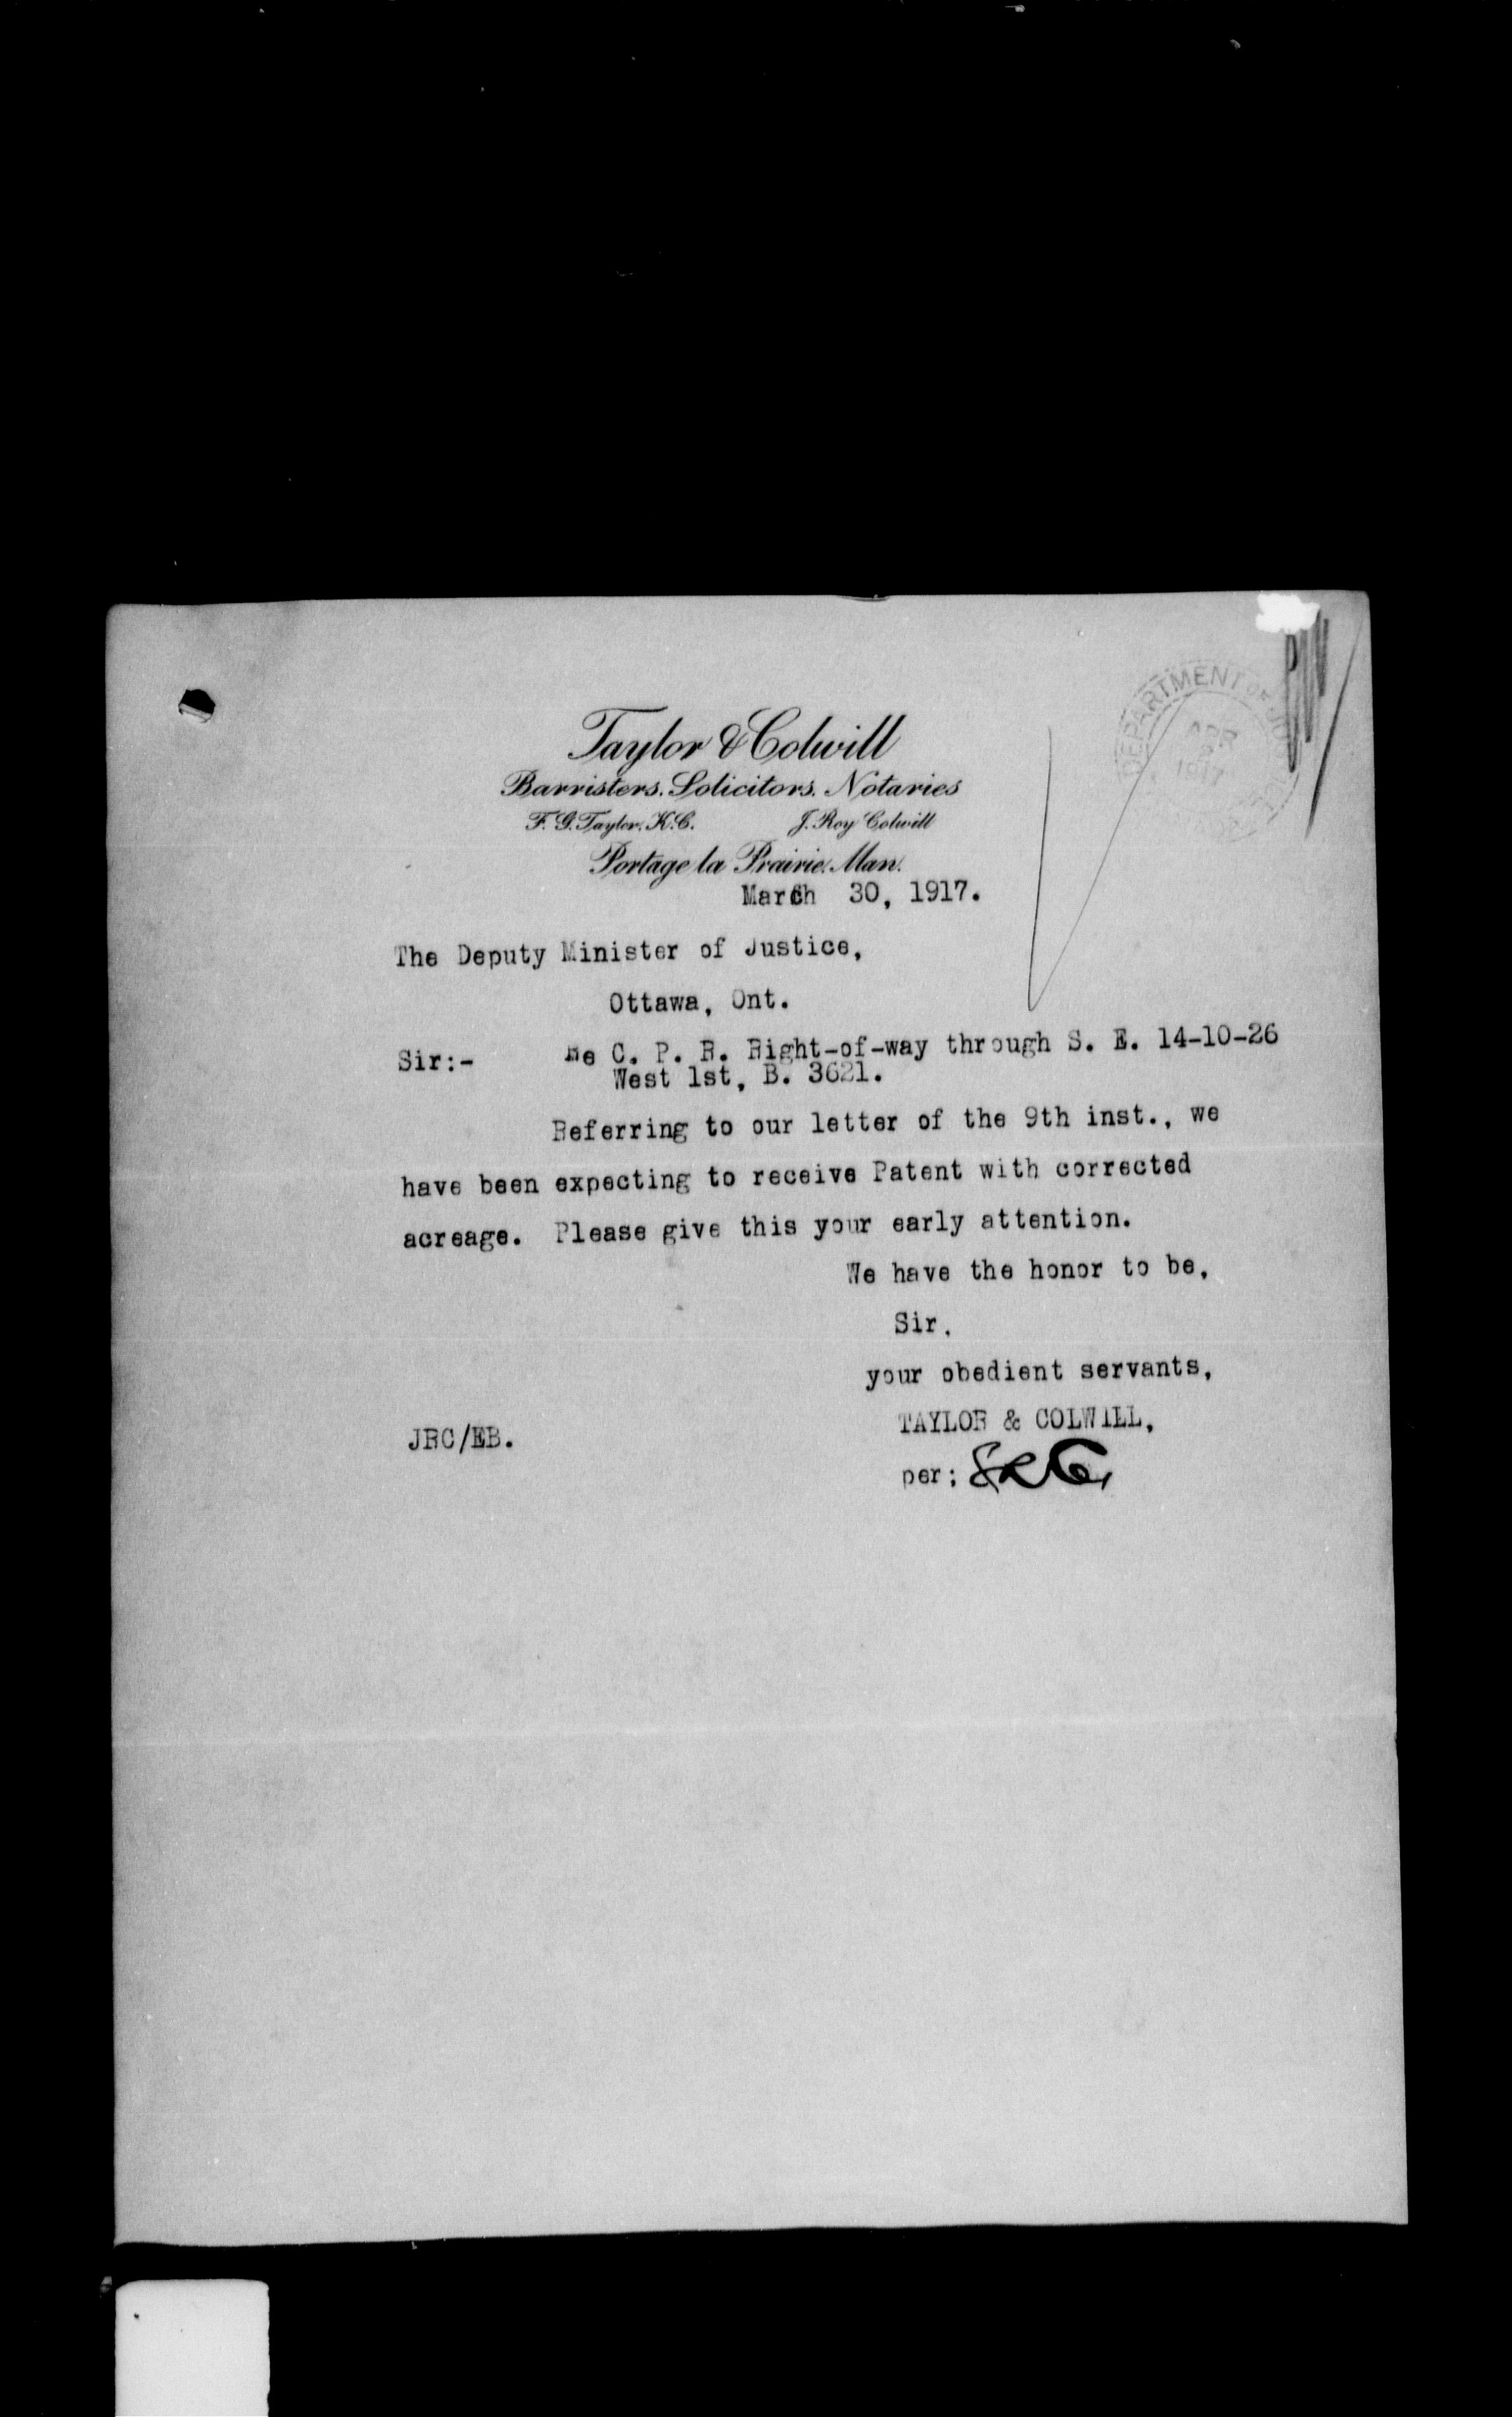 Taylor & Colwill
Barristers. Solicitors. Notaries
F. G. Taylor, K.C. J. Roy Colwill
Portage la Prairie. Man.
March 30, 1917.
DEPARTMENT OF
APR
1917
The Deputy Minister of Justice,
Ottawa, Ont.
Sir:- Re C. P. R. Right-of-way through S. E. 14-10-26
West 1st, B. 3621.
Referring to our letter of the 9th inst., we
have been expecting to receive Patent with corrected
acreage. Please give this your early attention.
We have the honor to be,
Sir,
your obedient servants,
TAYLOR & COLWILL,
JRC/EB.
per;